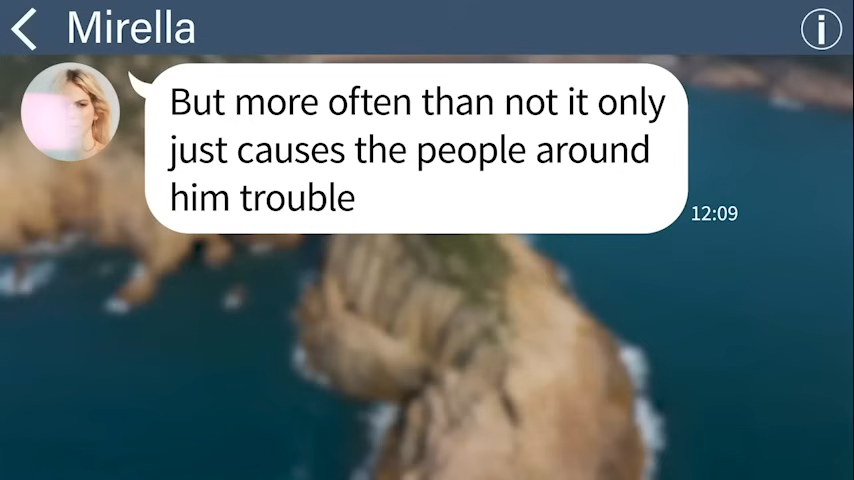 Mirella
But more often than not it only
just causes the people around
him trouble
12:09